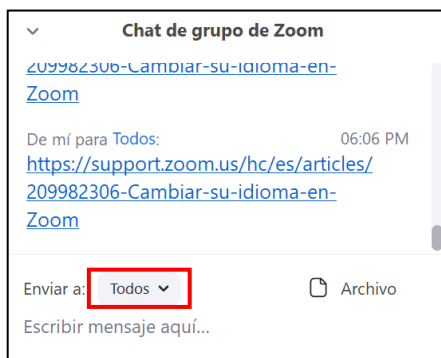 Chat de grupo de Zoom
209982306-Cambiar-su-idioma-en-
Zoom
De mí para Todos: 06:06 PM
https://support.zoom.us/hc/es/articles/
209982306-Cambiar-su-idioma-en-
Zoom
Enviar a: Todos Archivo
Escribir mensaje aquí...